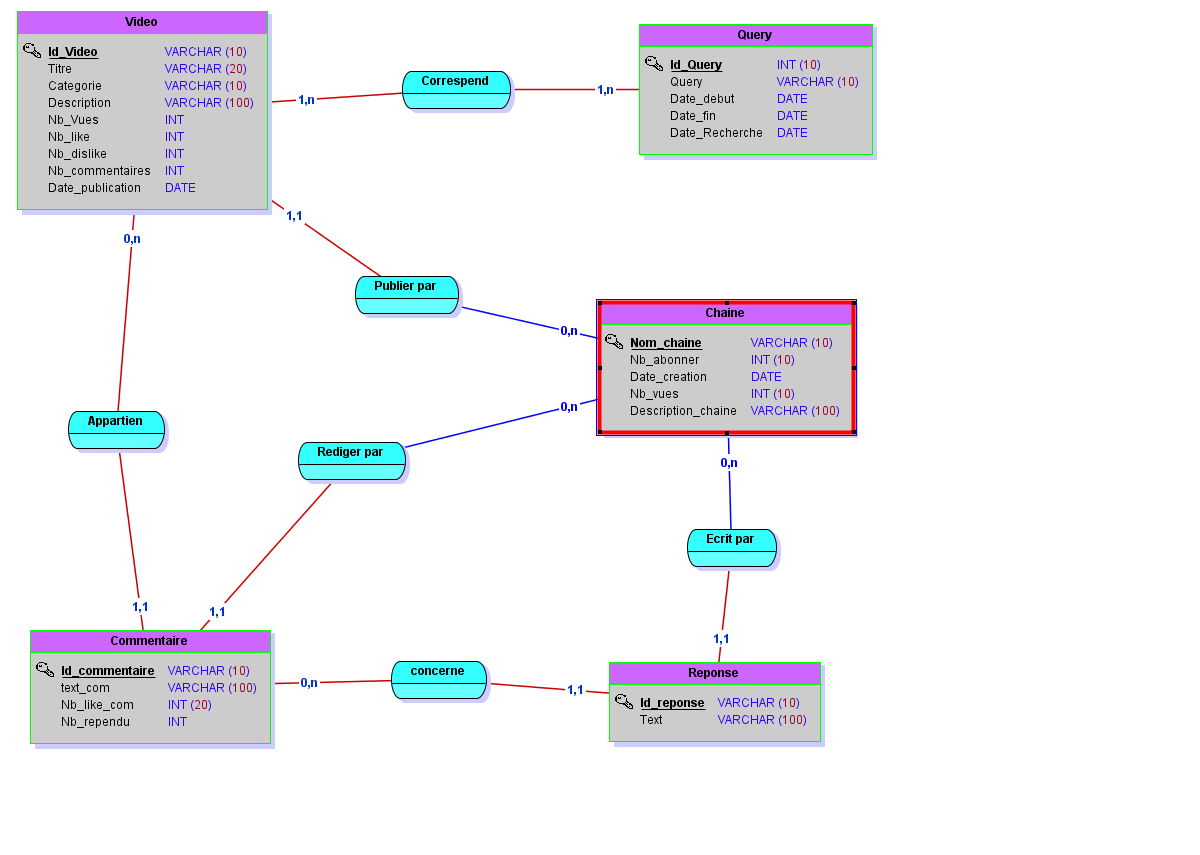 Video
Id_Video VARCHAR (10)
Titre VARCHAR (20)
Categorie VARCHAR (10)
Description VARCHAR (100)
Nb_Vues INT
Nb_like INT
Nb_dislike INT
Nb_commentaires INT
Date_publication DATE
1,n
Correspend
1,n
Query
Id_Query INT (10)
Query VARCHAR (10)
Date_debut DATE
Date_fin DATE
Date_Recherche DATE
0,n
1,1
Publier par
0,n
Chaine
Nom_chaine VARCHAR (10)
Nb_abonner INT (10)
Date_creation DATE
Nb_vues INT (10)
Description_chaine VARCHAR (100)
0,n
Appartien
Rediger par
0,n
Ecrit par
1,1
1,1
1,1
Commentaire
Id_commentaire VARCHAR (10)
text_com VARCHAR (100)
Nb_like_com INT (20)
Nb_rependu INT
0,n
concerne
1,1
Reponse
Id_reponse VARCHAR (10)
Text VARCHAR (100)